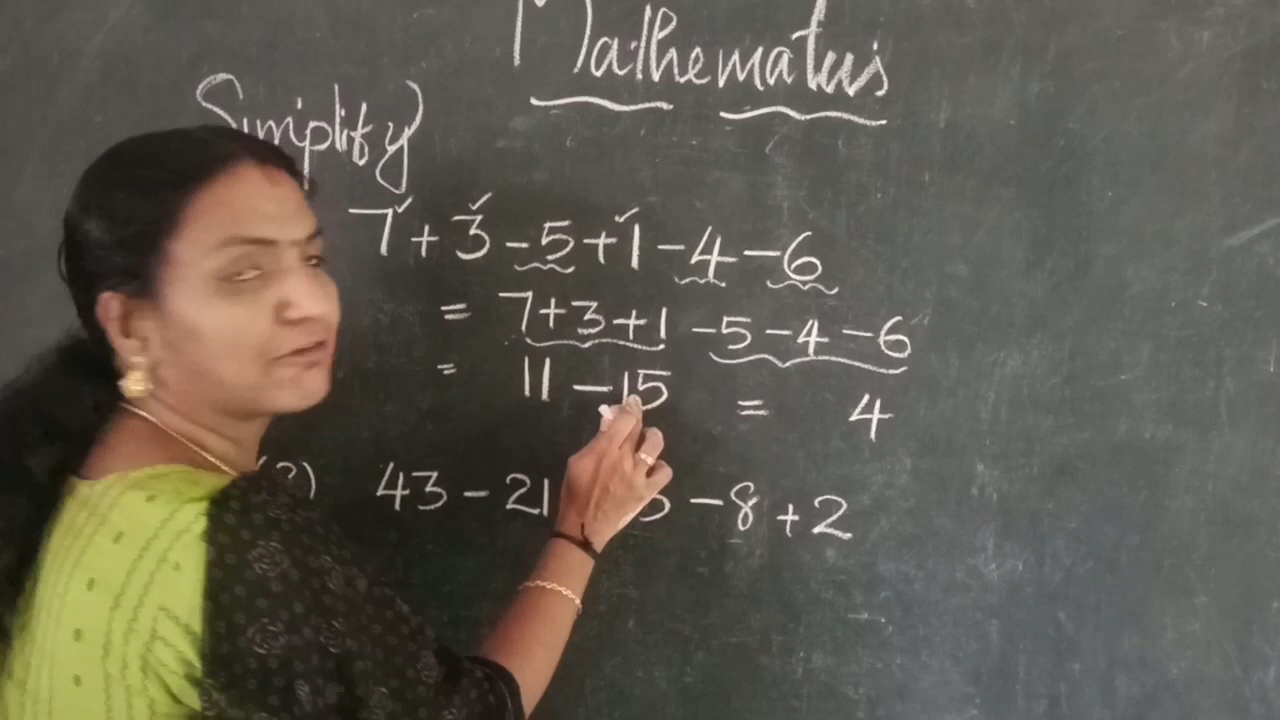 Mathematics
Simplify
7 + 3 - 5 + 1 - 4 - 6
= 7 + 3 + 1 - 5 - 4 - 6
= 11 - 15 = 4
43 - 21 - 8 + 2